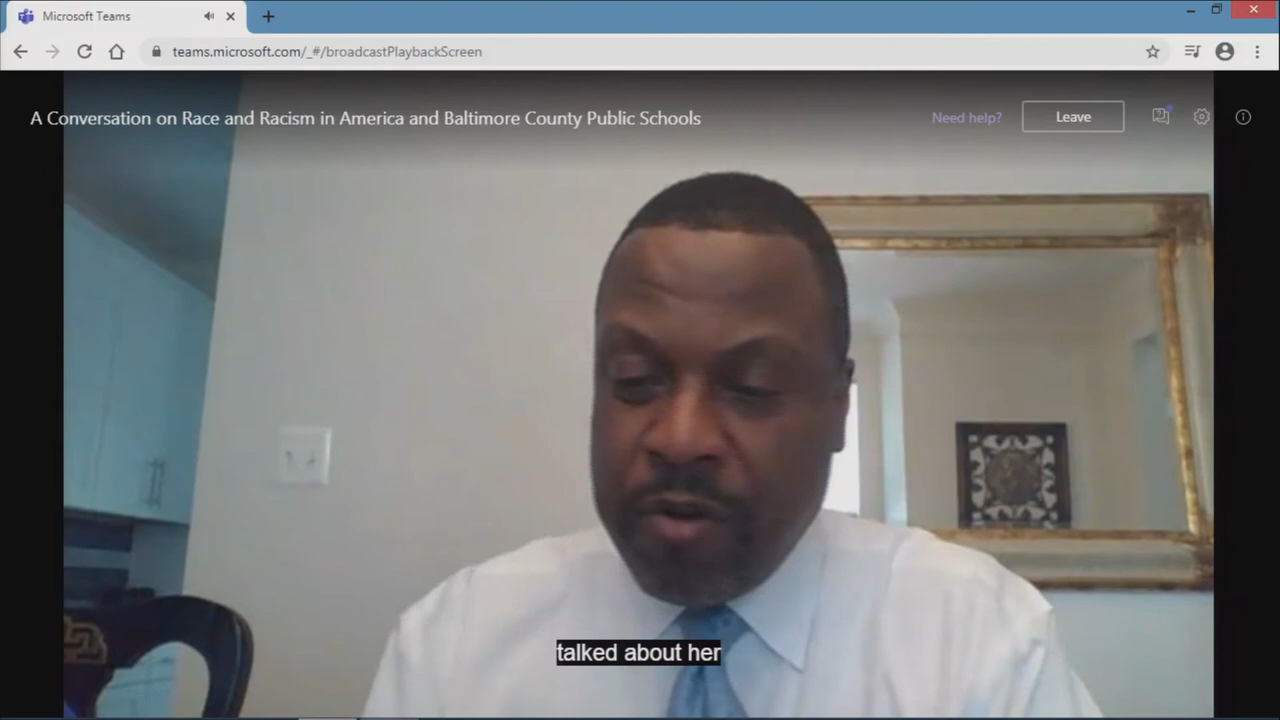 Microsoft Teams
teams.microsoft.com/_#/broadcastPlaybackScreen
A Conversation on Race and Racism in America and Baltimore County Public Schools
Need help?
Leave
talked about her